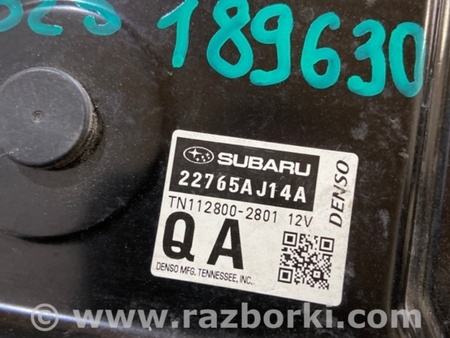 189630
SUBARU
22765AJ14A
TN112800-2801 12V
DENSO
QA
DENSO MFG. TENNESSEE, INC.
© www.razborki.com